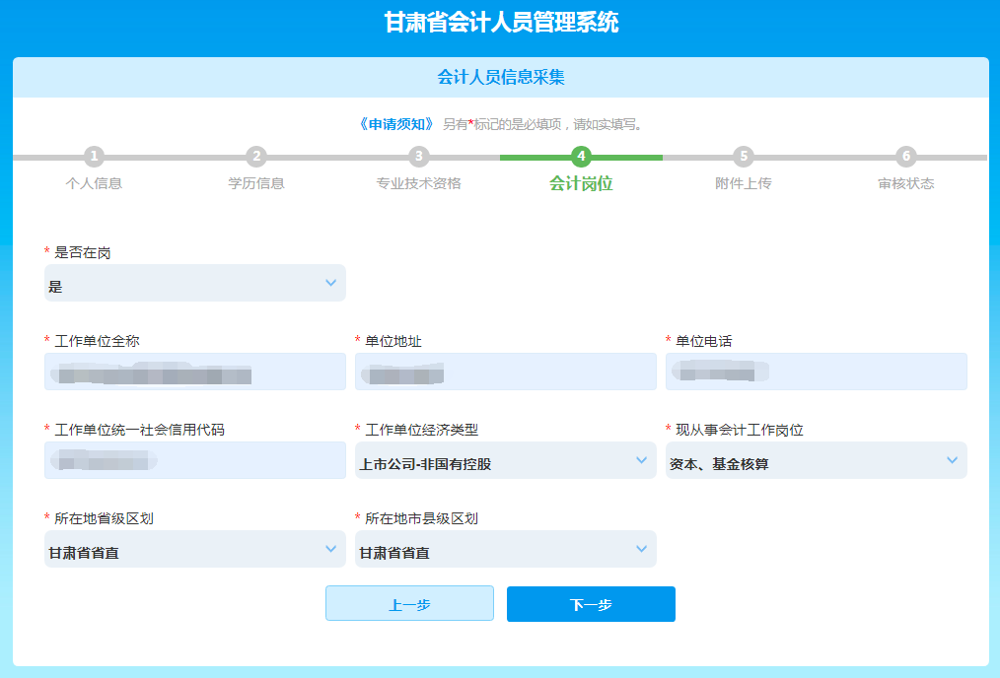 甘肃省会计人员管理系统
会计人员信息采集
《申请须知》 另有*标记的是必填项，请如实填写。
1 2 3 4 5 6
个人信息 学历信息 专业技术资格 会计岗位 附件上传 审核状态
* 是否在岗
是
* 工作单位全称 * 单位地址 * 单位电话
* 工作单位统一社会信用代码 * 工作单位经济类型 * 现从事会计工作岗位
上市公司-非国有控股 资本、基金核算
* 所在地省级区划 * 所在地市县级区划
甘肃省省直 甘肃省省直
上一步 下一步